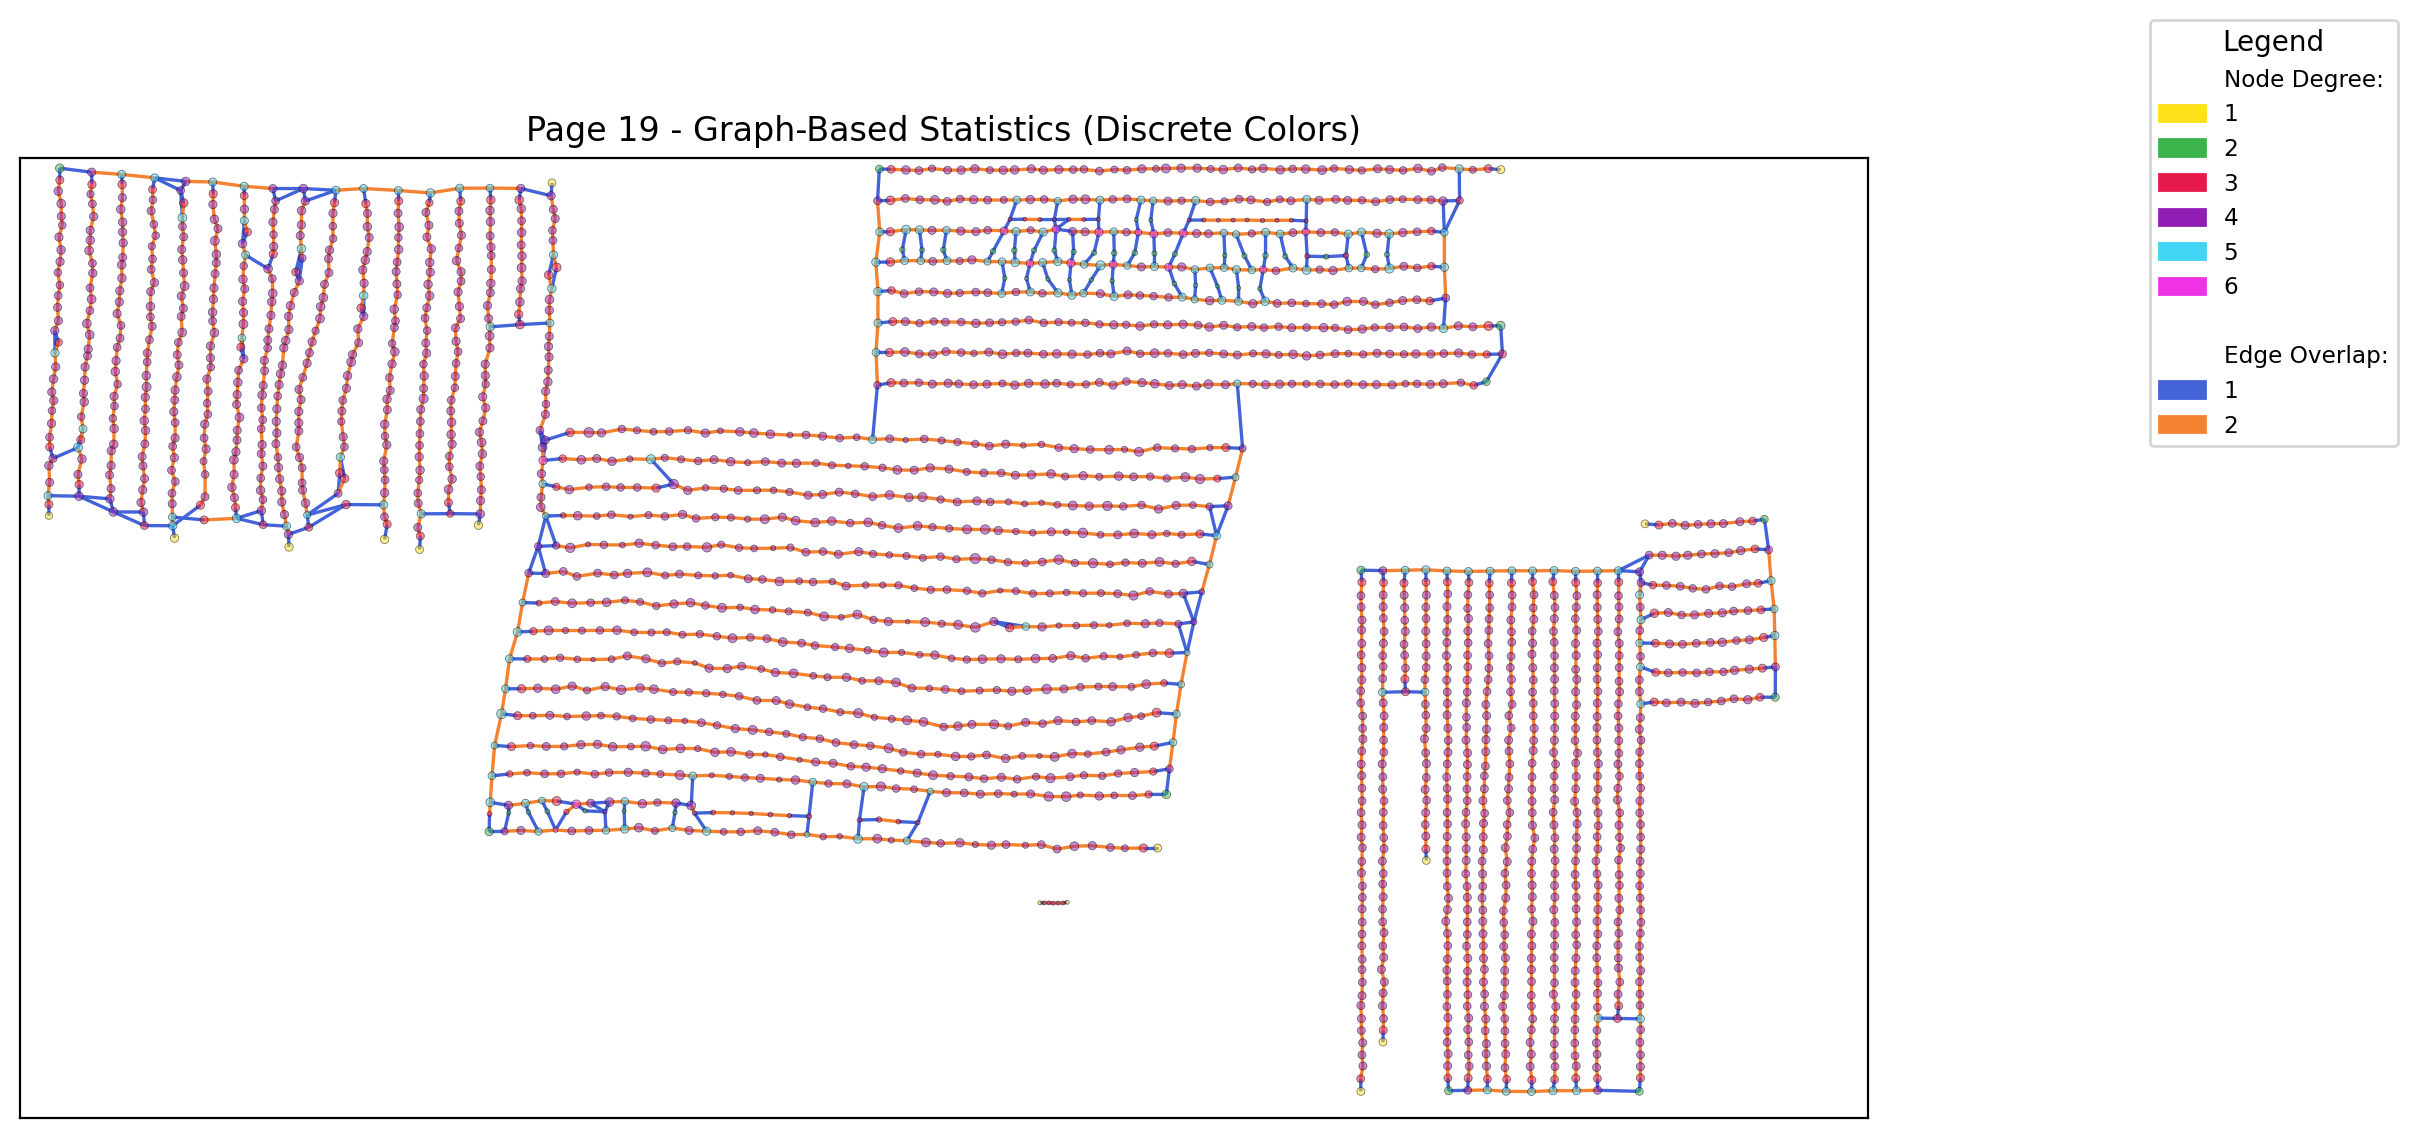 Page 19 - Graph-Based Statistics (Discrete Colors)
Legend
Node Degree:
1
2
3
4
5
6
Edge Overlap:
1
2